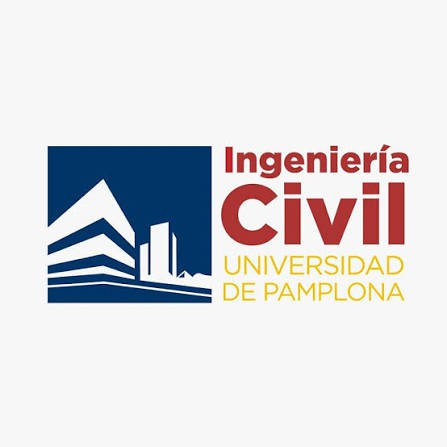 Ingeniería
Civil
UNIVERSIDAD
DE PAMPLONA